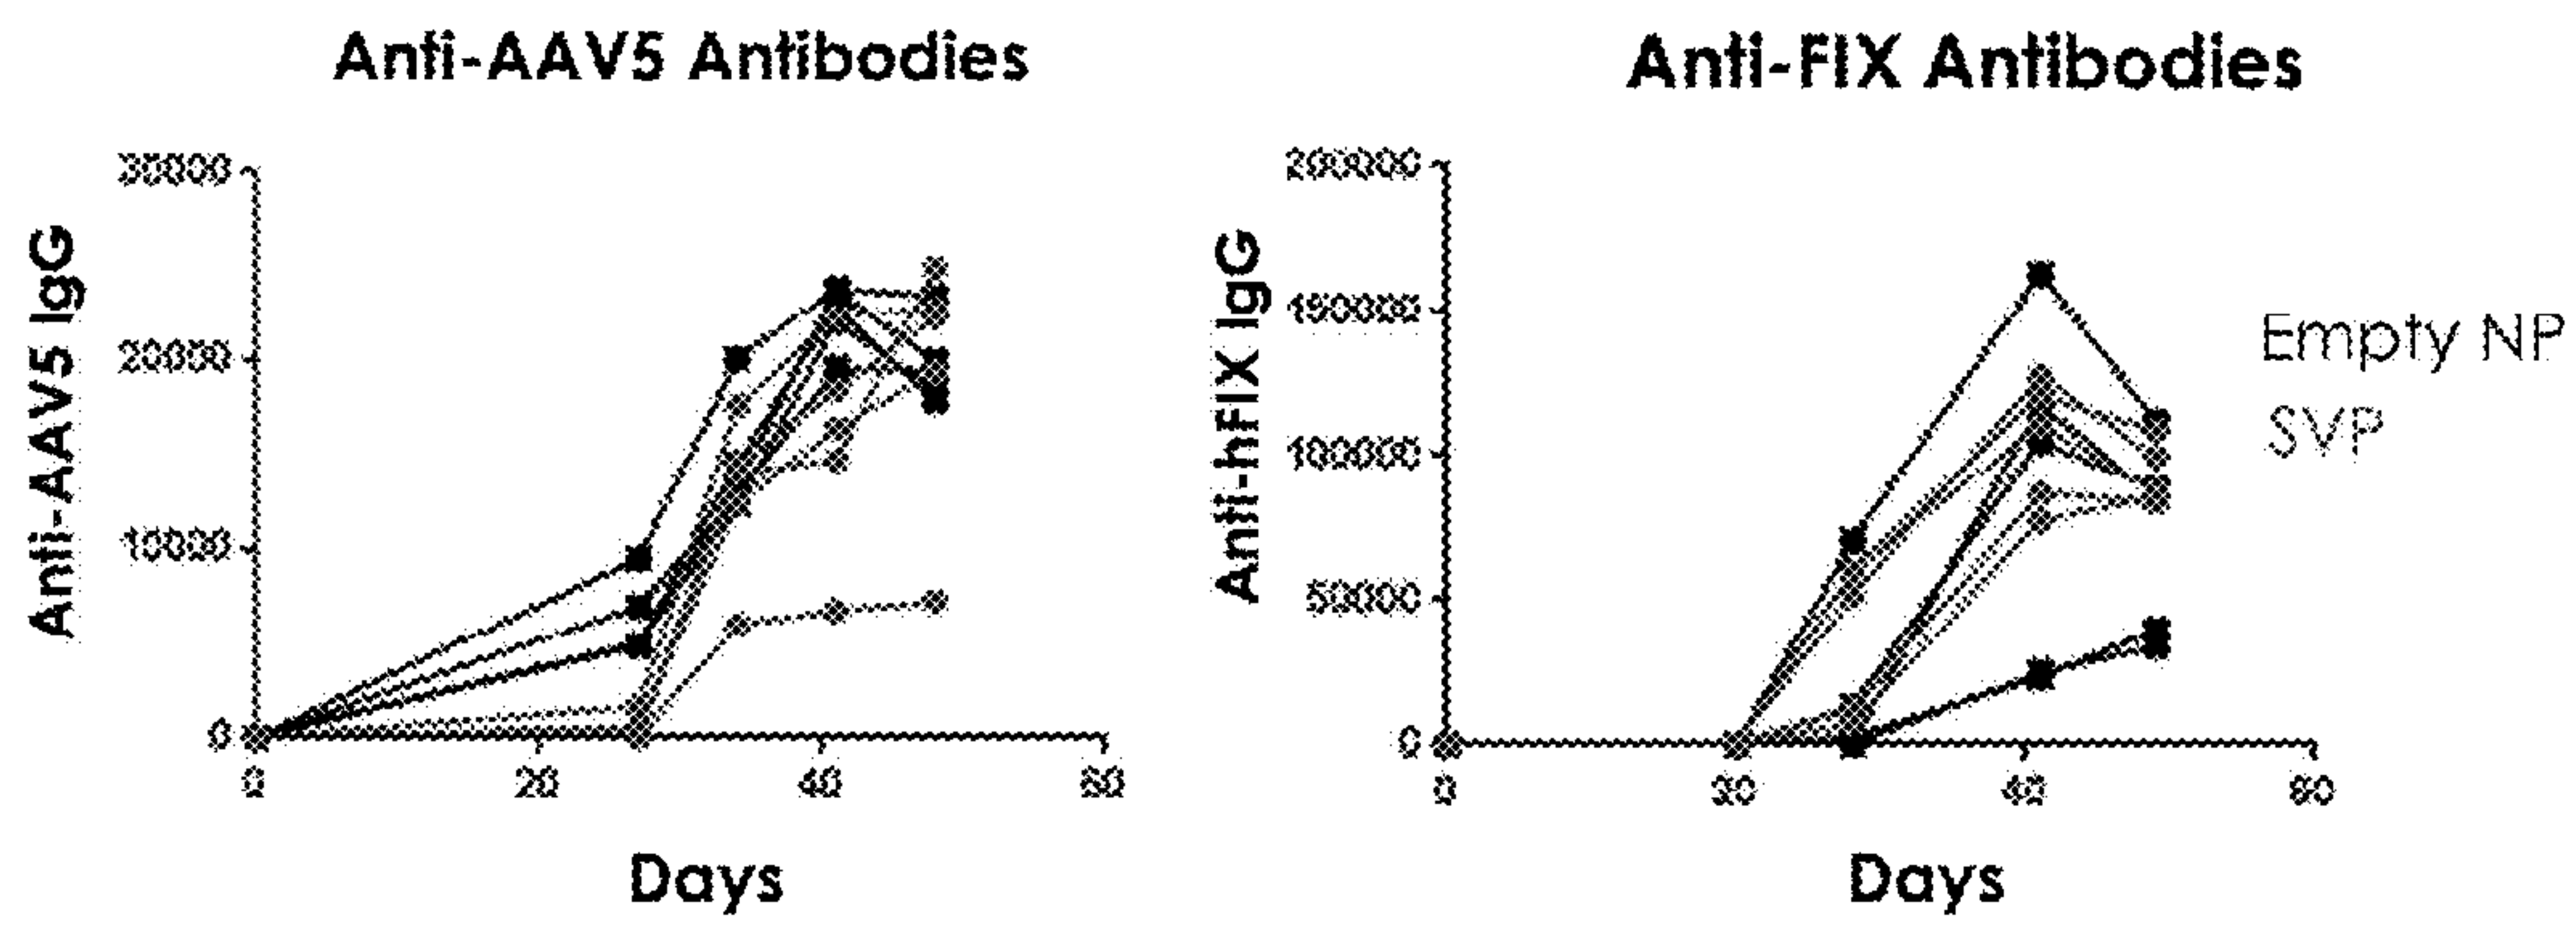 Anti-AAV5 Antibodies
Anti-AAV5 IgG
30000
20000
10000
0
0
20
40
60
Days
Anti-FIX Antibodies
Anti-hFIX IgG
200000
150000
100000
50000
0
0
20
40
60
Days
Empty NP
SVP